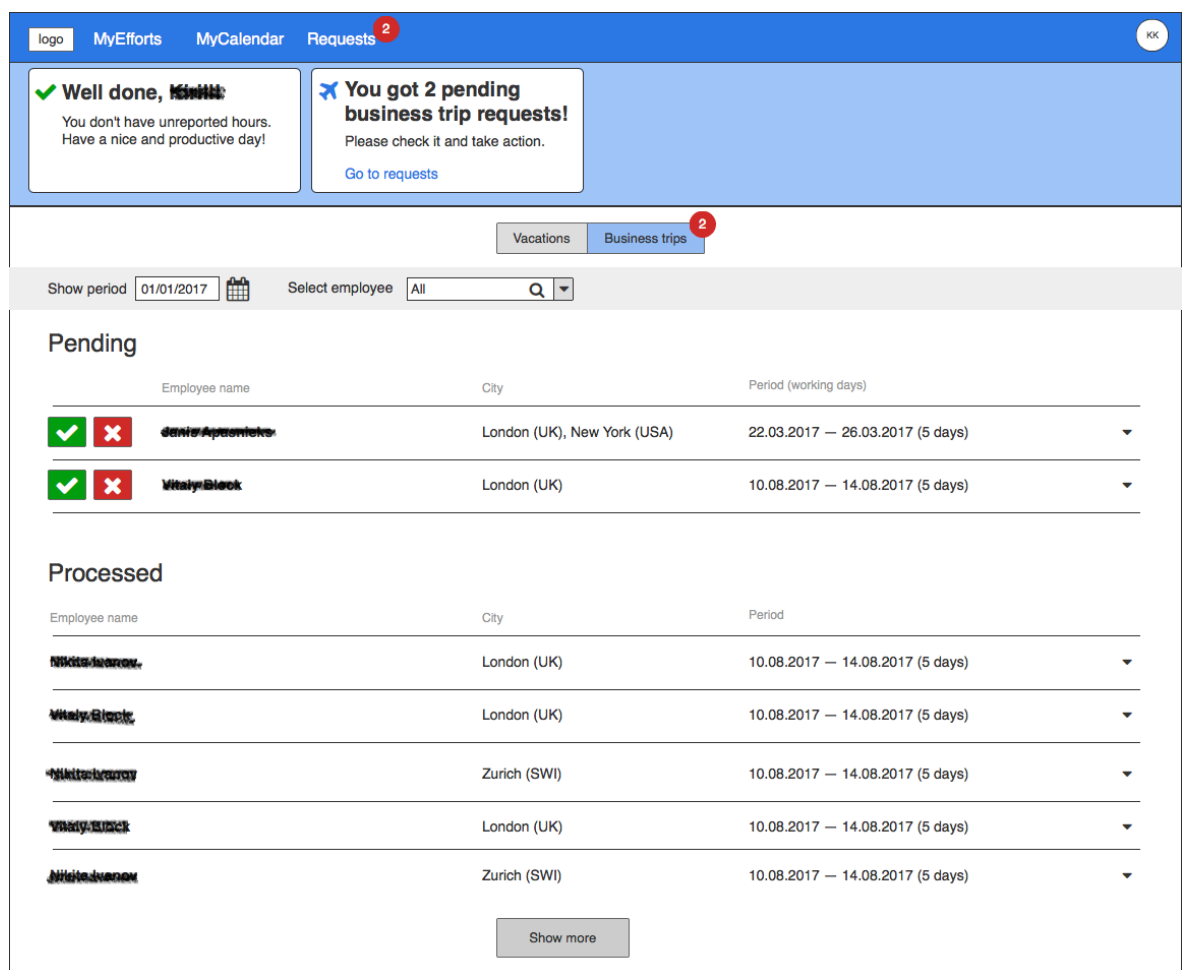 logo MyEfforts MyCalendar Requests 2 KK
Well done,
You don't have unreported hours.
Have a nice and productive day!
You got 2 pending
business trip requests!
Please check it and take action.
Go to requests
Vacations Business trips 2
Show period 01/01/2017 Select employee All
Pending
Employee name City Period (working days)
London (UK), New York (USA) 22.03.2017 — 26.03.2017 (5 days)
London (UK) 10.08.2017 — 14.08.2017 (5 days)
Processed
Employee name City Period
London (UK) 10.08.2017 — 14.08.2017 (5 days)
London (UK) 10.08.2017 — 14.08.2017 (5 days)
Zurich (SWI) 10.08.2017 — 14.08.2017 (5 days)
London (UK) 10.08.2017 — 14.08.2017 (5 days)
Zurich (SWI) 10.08.2017 — 14.08.2017 (5 days)
Show more